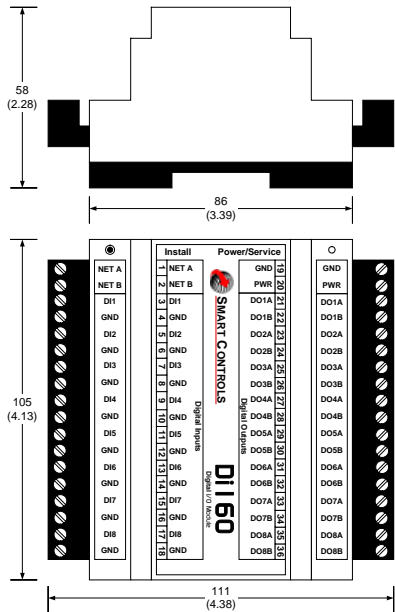 58
(2.28)
86
(3.39)
Install Power/Service
NET A 1 NET A GND 19 GND
NET B 2 NET B PWR 20 PWR
DI1 3 DI1 DO1A 21 DO1A
GND 4 GND DO1B 22 DO1B
DI2 5 DI2 DO2A 23 DO2A
GND 6 GND DO2B 24 DO2B
DI3 7 DI3 DO3A 25 DO3A
GND 8 GND DO3B 26 DO3B
DI4 9 DI4 DO4A 27 DO4A
GND 10 GND DO4B 28 DO4B
DI5 11 DI5 DO5A 29 DO5A
GND 12 GND DO5B 30 DO5B
DI6 13 DI6 DO6A 31 DO6A
GND 14 GND DO6B 32 DO6B
DI7 15 DI7 DO7A 33 DO7A
GND 16 GND DO7B 34 DO7B
DI8 17 DI8 DO8A 35 DO8A
GND 18 GND DO8B 36 DO8B
Digital Inputs
SMART CONTROLS
Di160
Digital I/O Module
Digital Outputs
105
(4.13)
111
(4.38)